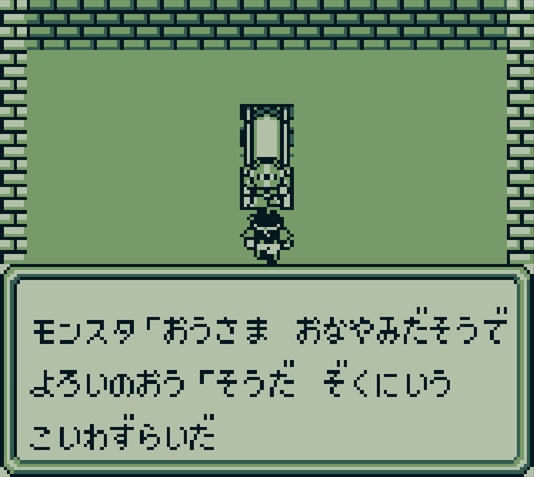 モンスタ「おうさま　おなやみだそうで
よろいのおう「そうだ　ぞくにいう
こいわずらいだ